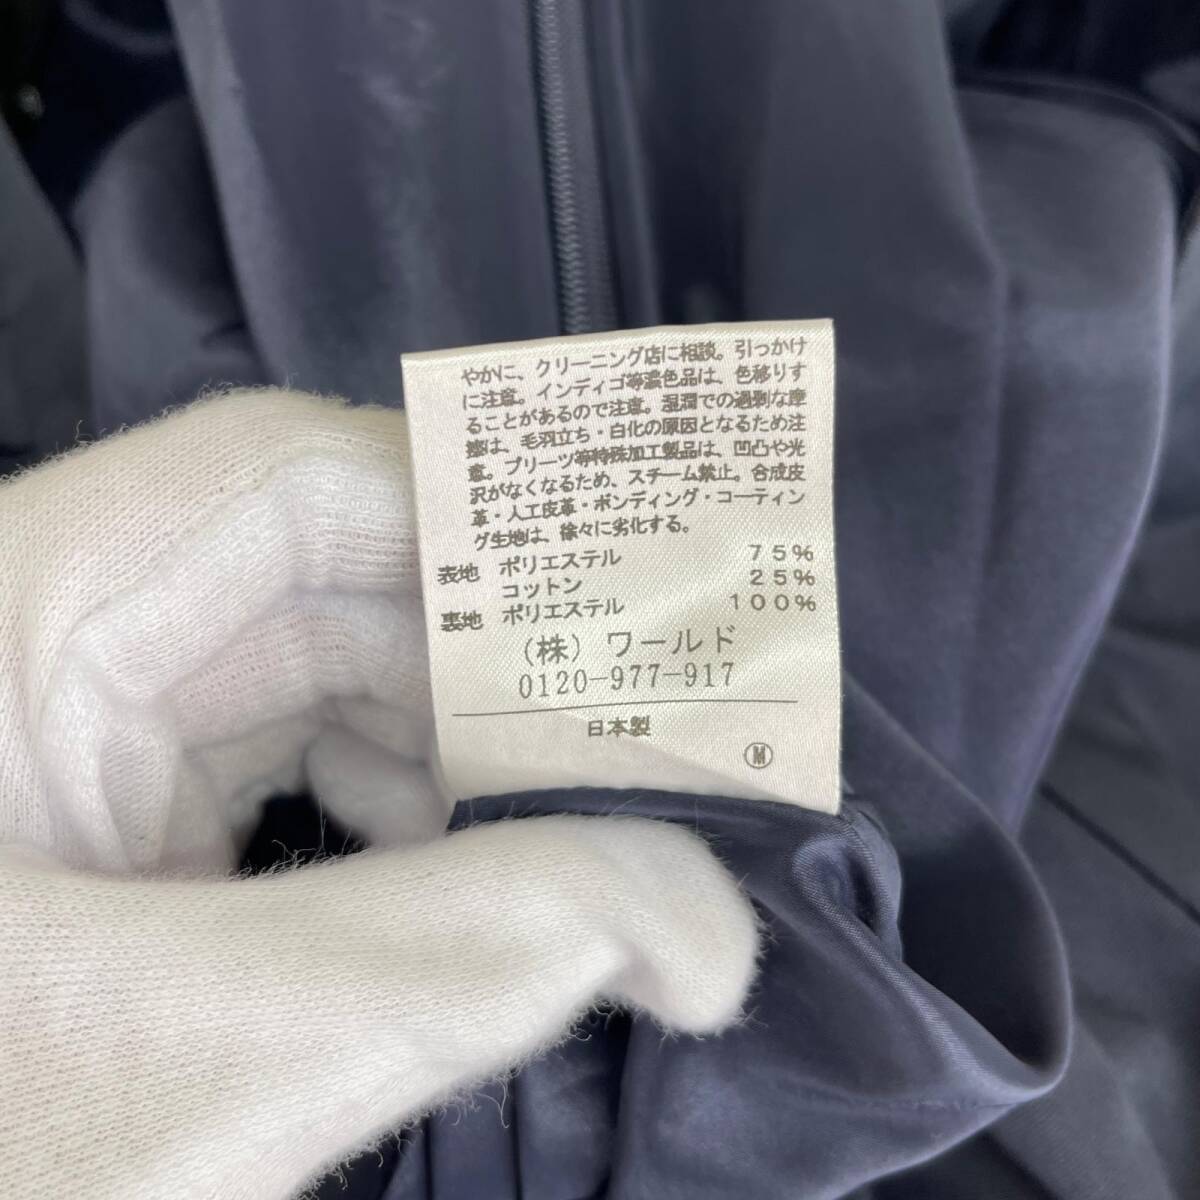 やかに、クリーニング店に相談。引っかけ
に注意。インディゴ等濃色品は、色移りす
ることがあるので注意。湿潤での過剰な摩
擦は、毛羽立ち・白化の原因となるため注
意。プリーツ等特殊加工製品は、凹凸や光
沢がなくなるため、スチーム禁止。合成皮
革・人工皮革・ボンディング・コーティン
グ生地は、徐々に劣化する。
表地 ポリエステル 75%
コットン 25%
裏地 ポリエステル 100%
(株) ワールド
0120-977-917
日本製
Ⓜ